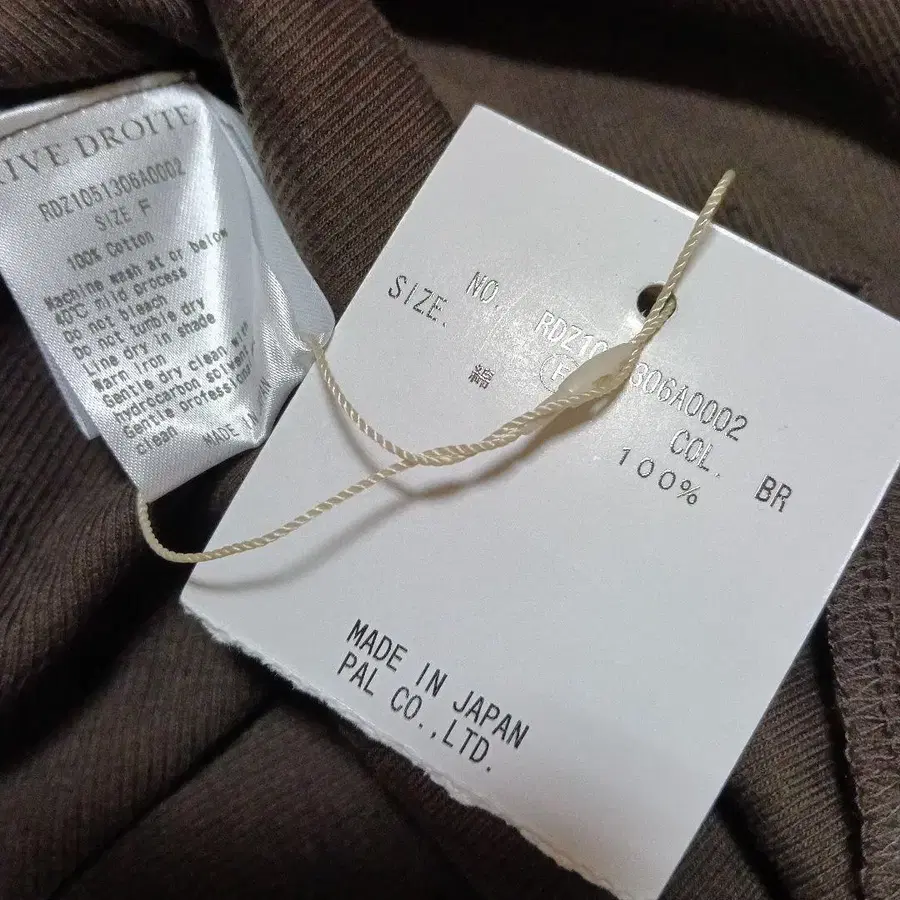 RIVE DROITE
RDZ1051306A0002
SIZE F
100% Cotton
Machine wash at or below
40°C mild process
Do not bleach
Do not tumble dry
Line dry in shade
Warm iron
Gentle dry clean with
hydrocarbon solvent
Gentle professional
clean
MADE IN JAPAN
NO. RDZ1051306A0002
SIZE. F COL. BR
綿 100%
MADE IN JAPAN
PAL CO.,LTD.